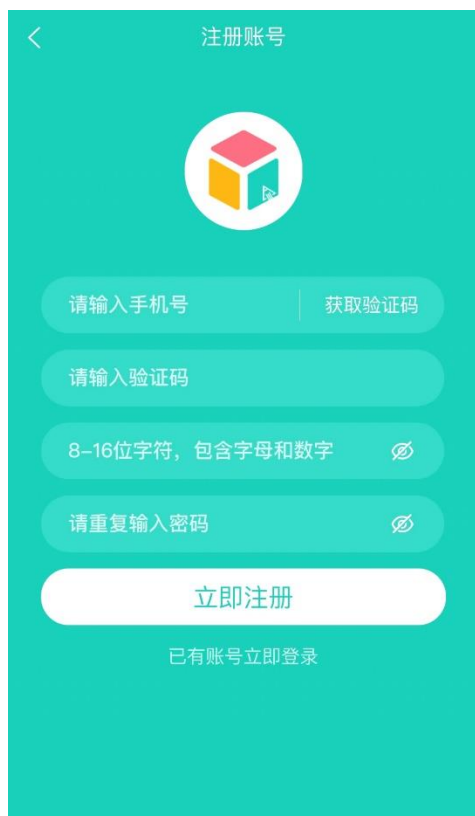 注册账号
请输入手机号 获取验证码
请输入验证码
8-16位字符，包含字母和数字
请重复输入密码
立即注册
已有账号立即登录